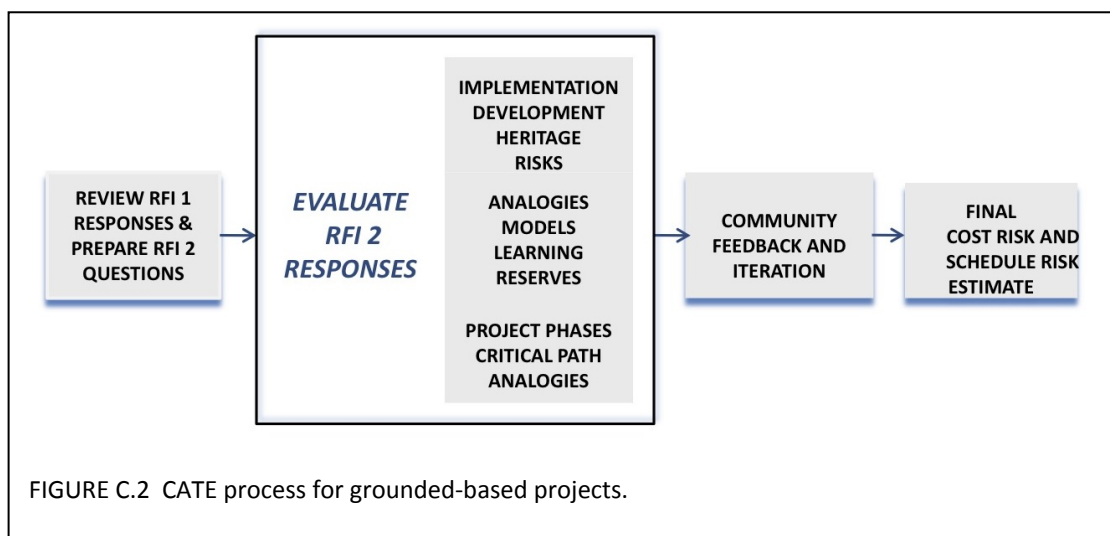 REVIEW RFI 1
RESPONSES &
PREPARE RFI 2
QUESTIONS
EVALUATE
RFI 2
RESPONSES
IMPLEMENTATION
DEVELOPMENT
HERITAGE
RISKS
ANALOGIES
MODELS
LEARNING
RESERVES
PROJECT PHASES
CRITICAL PATH
ANALOGIES
COMMUNITY
FEEDBACK AND
ITERATION
FINAL
COST RISK AND
SCHEDULE RISK
ESTIMATE
FIGURE C.2 CATE process for grounded-based projects.